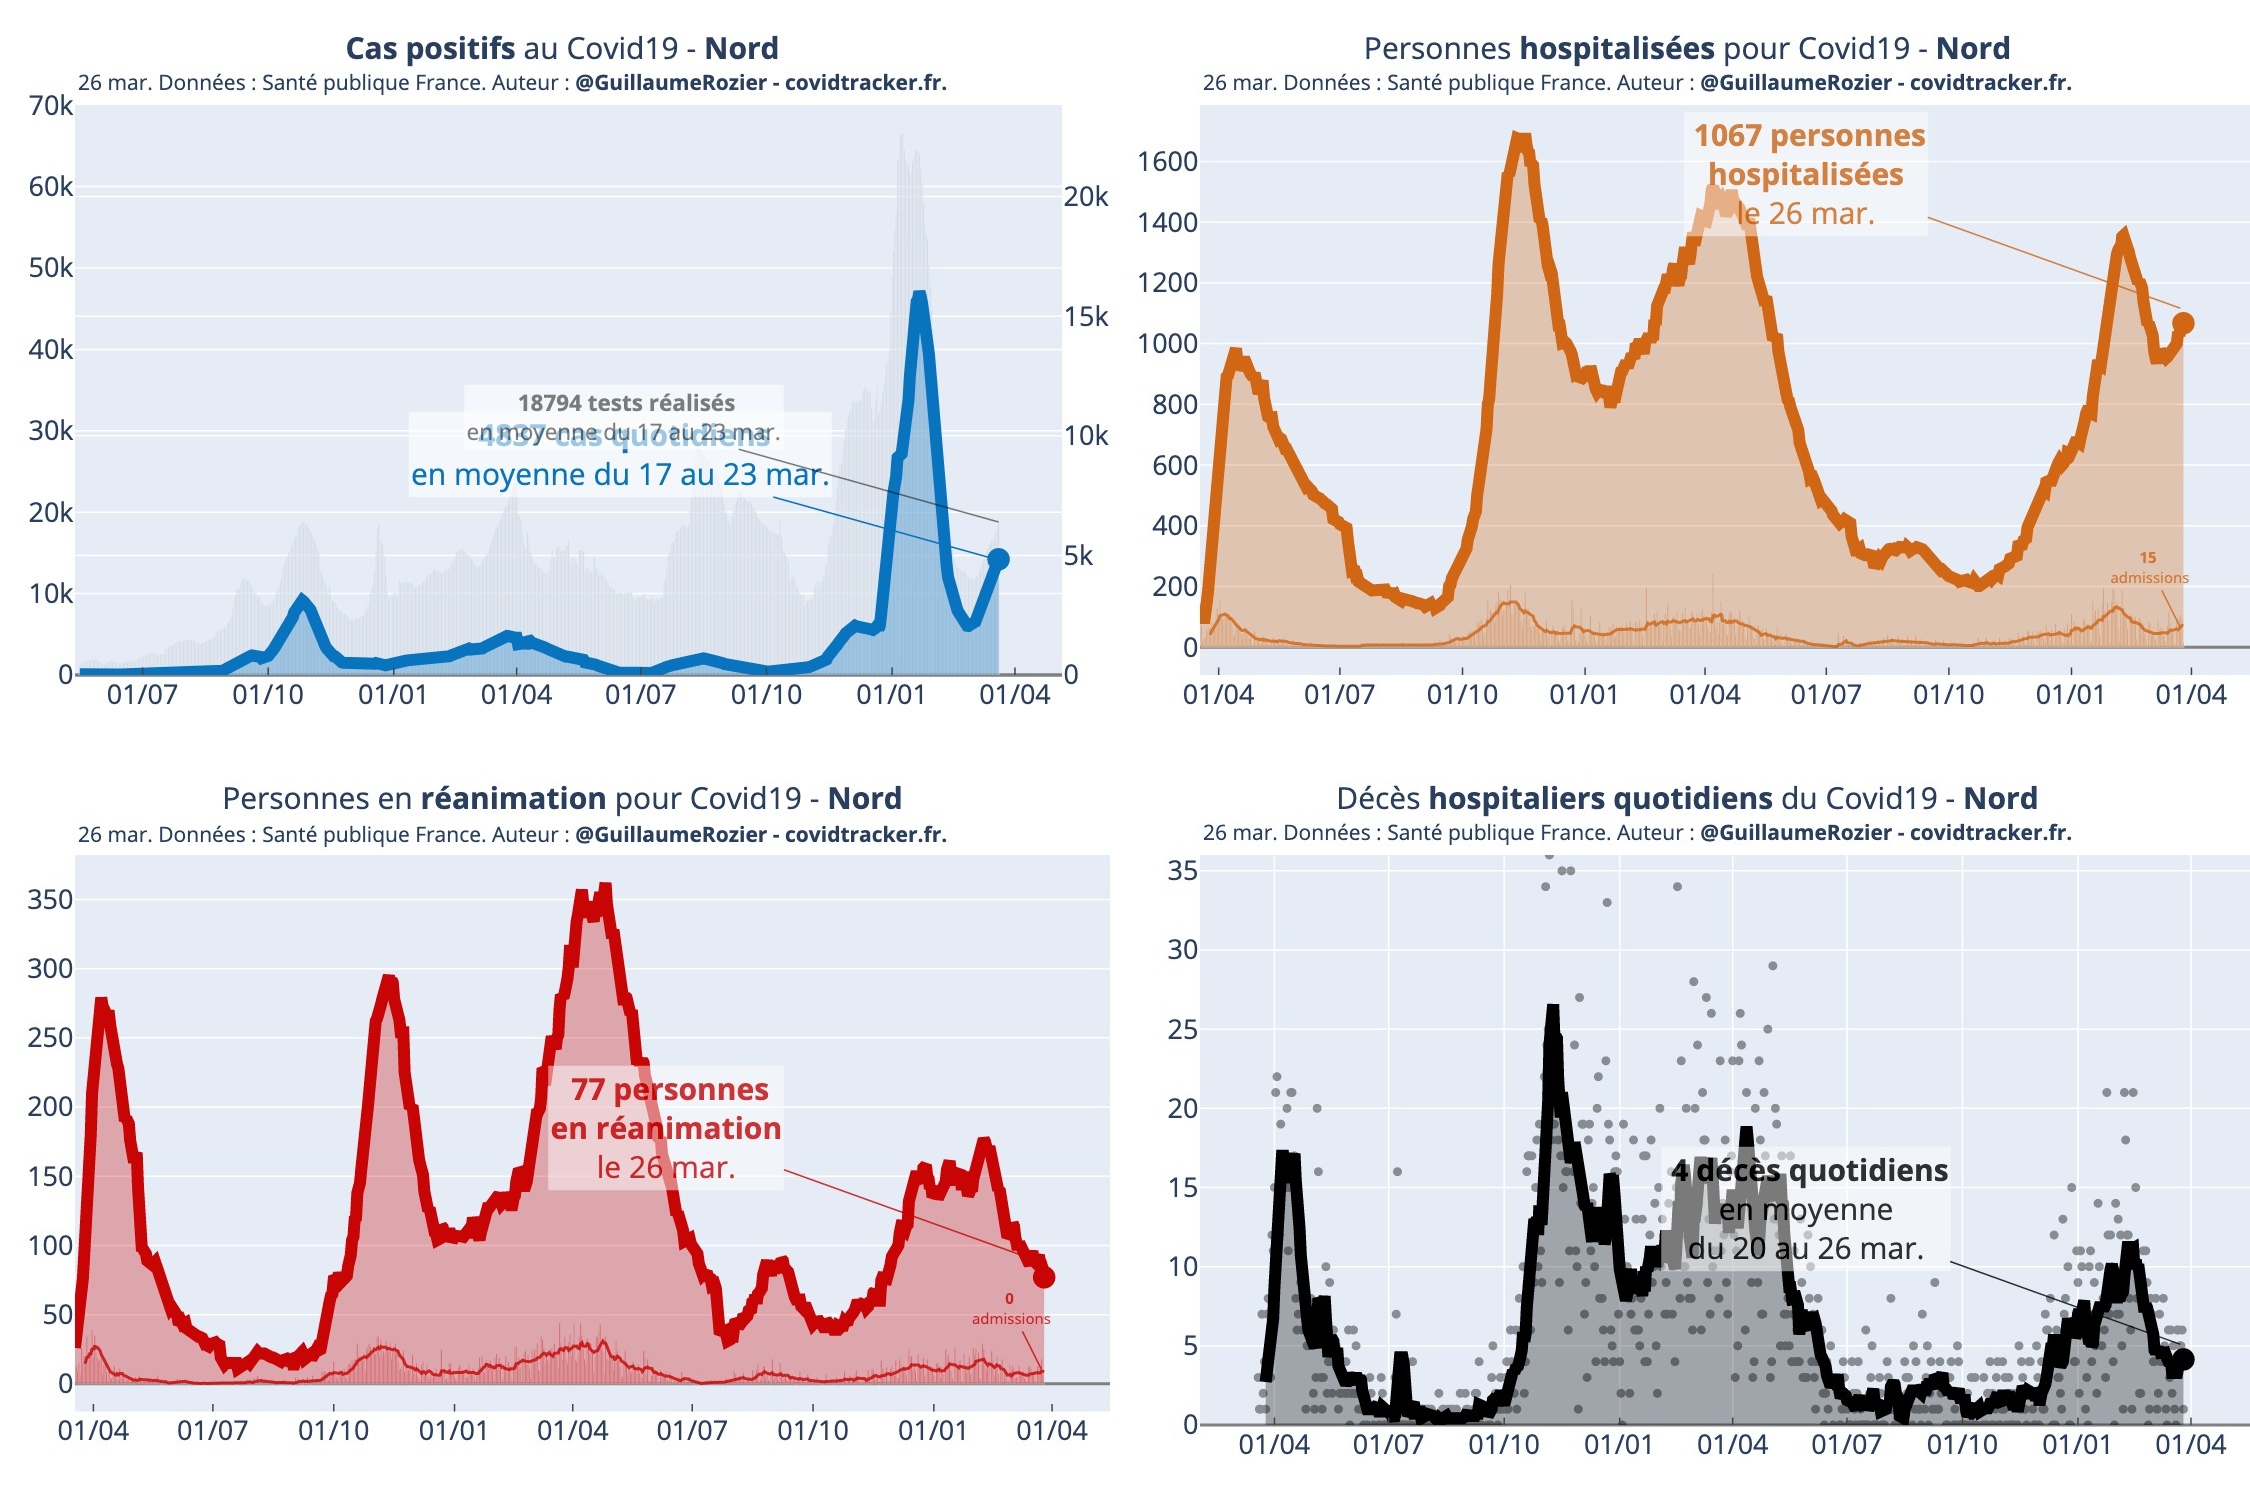 Cas positifs au Covid19 - Nord
26 mar. Données : Santé publique France. Auteur : @GuillaumeRozier - covidtracker.fr.
70k
60k
50k
40k
30k
20k
10k
0
20k
15k
10k
5k
0
18794 tests réalisés
en moyenne du 17 au 23 mar.
4837 cas quotidiens
en moyenne du 17 au 23 mar.
01/07 01/10 01/01 01/04 01/07 01/10 01/01 01/04
Personnes hospitalisées pour Covid19 - Nord
26 mar. Données : Santé publique France. Auteur : @GuillaumeRozier - covidtracker.fr.
1067 personnes
hospitalisées
le 26 mar.
1600
1400
1200
1000
800
600
400
200
0
15
admissions
01/04 01/07 01/10 01/01 01/04 01/07 01/10 01/01 01/04
Personnes en réanimation pour Covid19 - Nord
26 mar. Données : Santé publique France. Auteur : @GuillaumeRozier - covidtracker.fr.
350
300
250
200
150
100
50
0
77 personnes
en réanimation
le 26 mar.
0
admissions
01/04 01/07 01/10 01/01 01/04 01/07 01/10 01/01 01/04
Décès hospitaliers quotidiens du Covid19 - Nord
26 mar. Données : Santé publique France. Auteur : @GuillaumeRozier - covidtracker.fr.
35
30
25
20
15
10
5
0
4 décès quotidiens
en moyenne
du 20 au 26 mar.
01/04 01/07 01/10 01/01 01/04 01/07 01/10 01/01 01/04